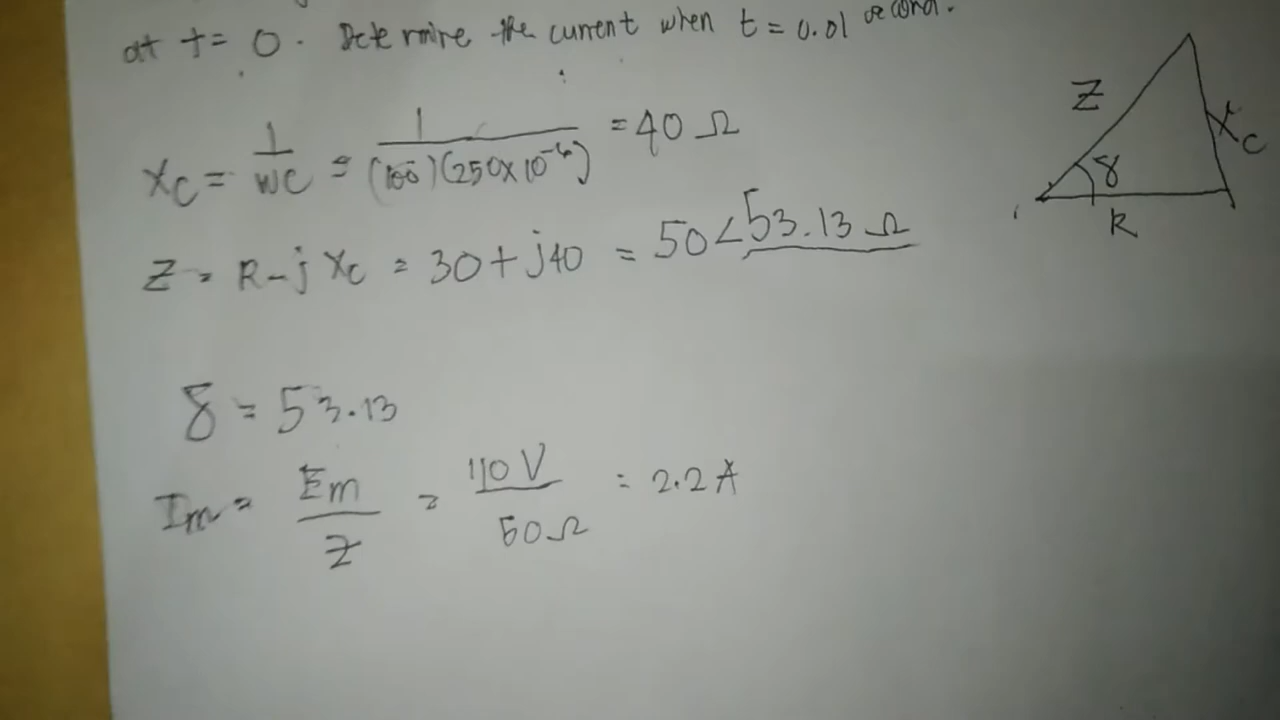 at t = 0. Determine the current when t = 0.01 second.
Xc = 1/wc = 1/(100)(250x10^-6) = 40 Ω
Z = R - j Xc = 30 + j40 = 50 < 53.13 Ω
Z
Xc
γ
R
γ = 53.13
Im = Em/Z = 110 V/50 Ω = 2.2 A